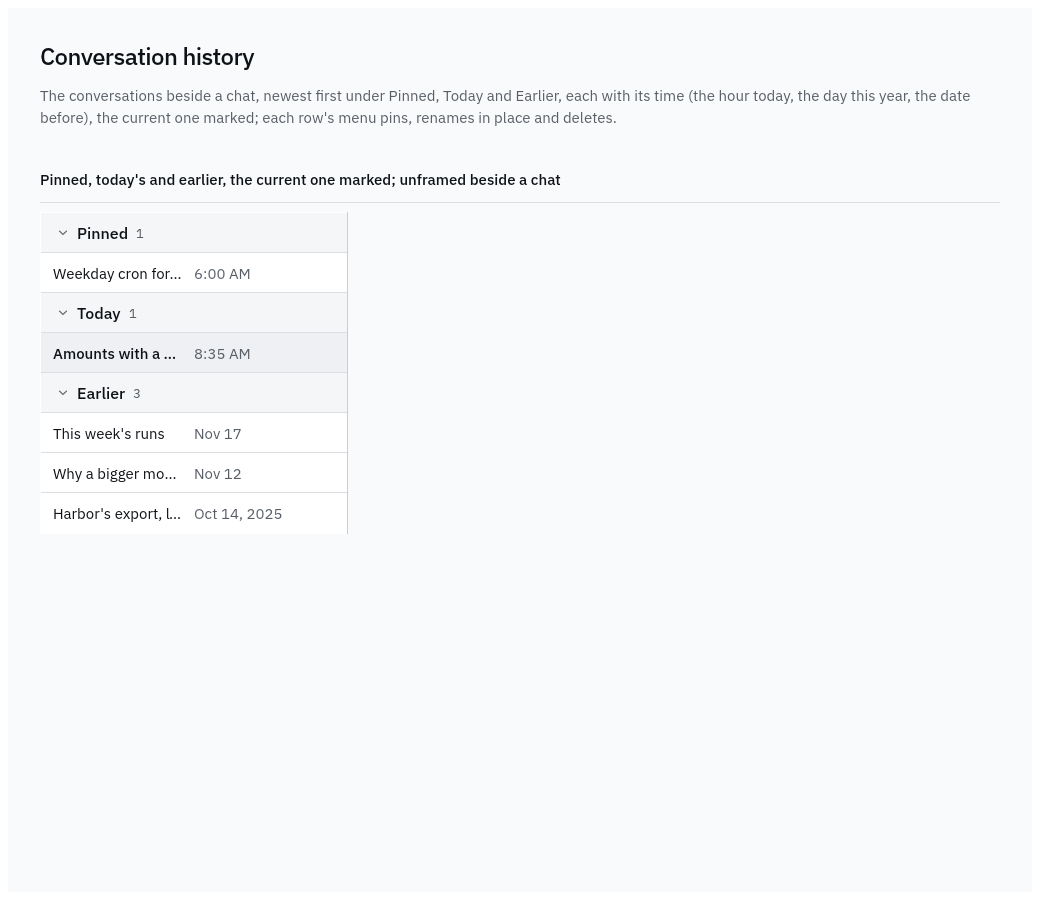 Conversation history
The conversations beside a chat, newest first under Pinned, Today and Earlier, each with its time (the hour today, the day this year, the date
before), the current one marked; each row's menu pins, renames in place and deletes.
Pinned, today's and earlier, the current one marked; unframed beside a chat
Pinned 1
Weekday cron for... 6:00 AM
Today 1
Amounts with a ... 8:35 AM
Earlier 3
This week's runs Nov 17
Why a bigger mo... Nov 12
Harbor's export, l... Oct 14, 2025